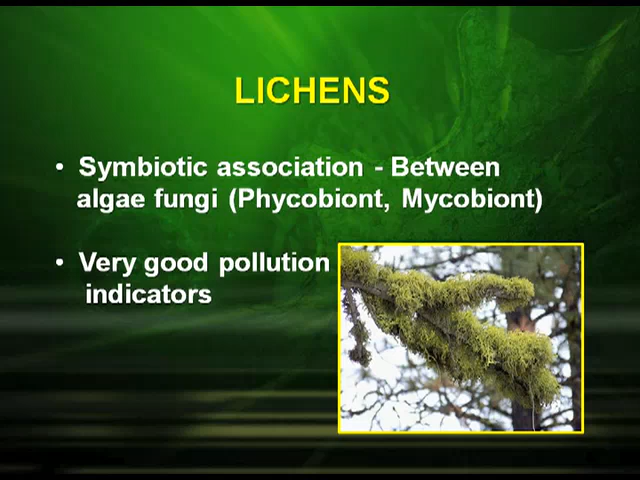 LICHENS
• Symbiotic association - Between
algae fungi (Phycobiont, Mycobiont)
• Very good pollution
indicators